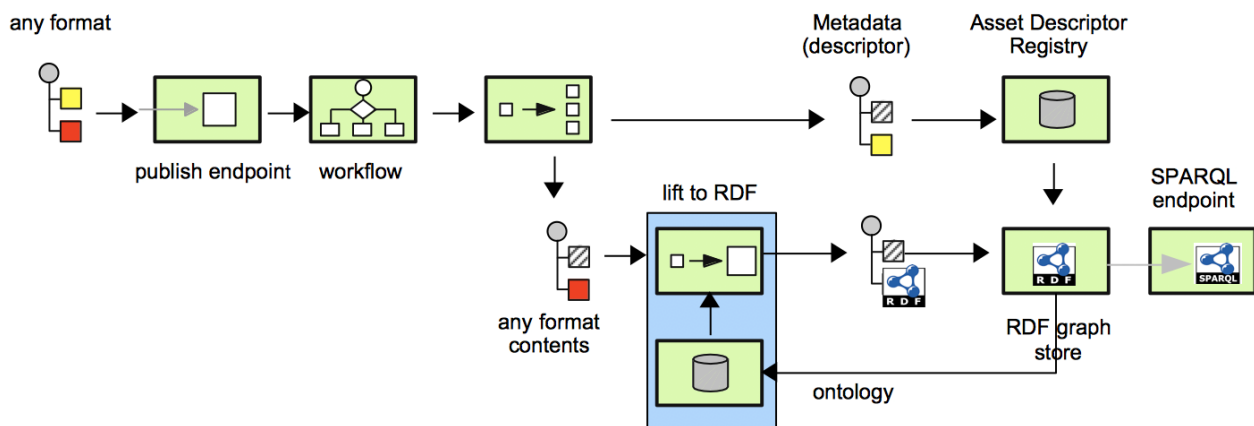 any format
Metadata
(descriptor)
Asset Descriptor
Registry
publish endpoint
workflow
lift to RDF
SPARQL
endpoint
any format
contents
RDF
RDF
SPARQL
RDF graph
store
ontology